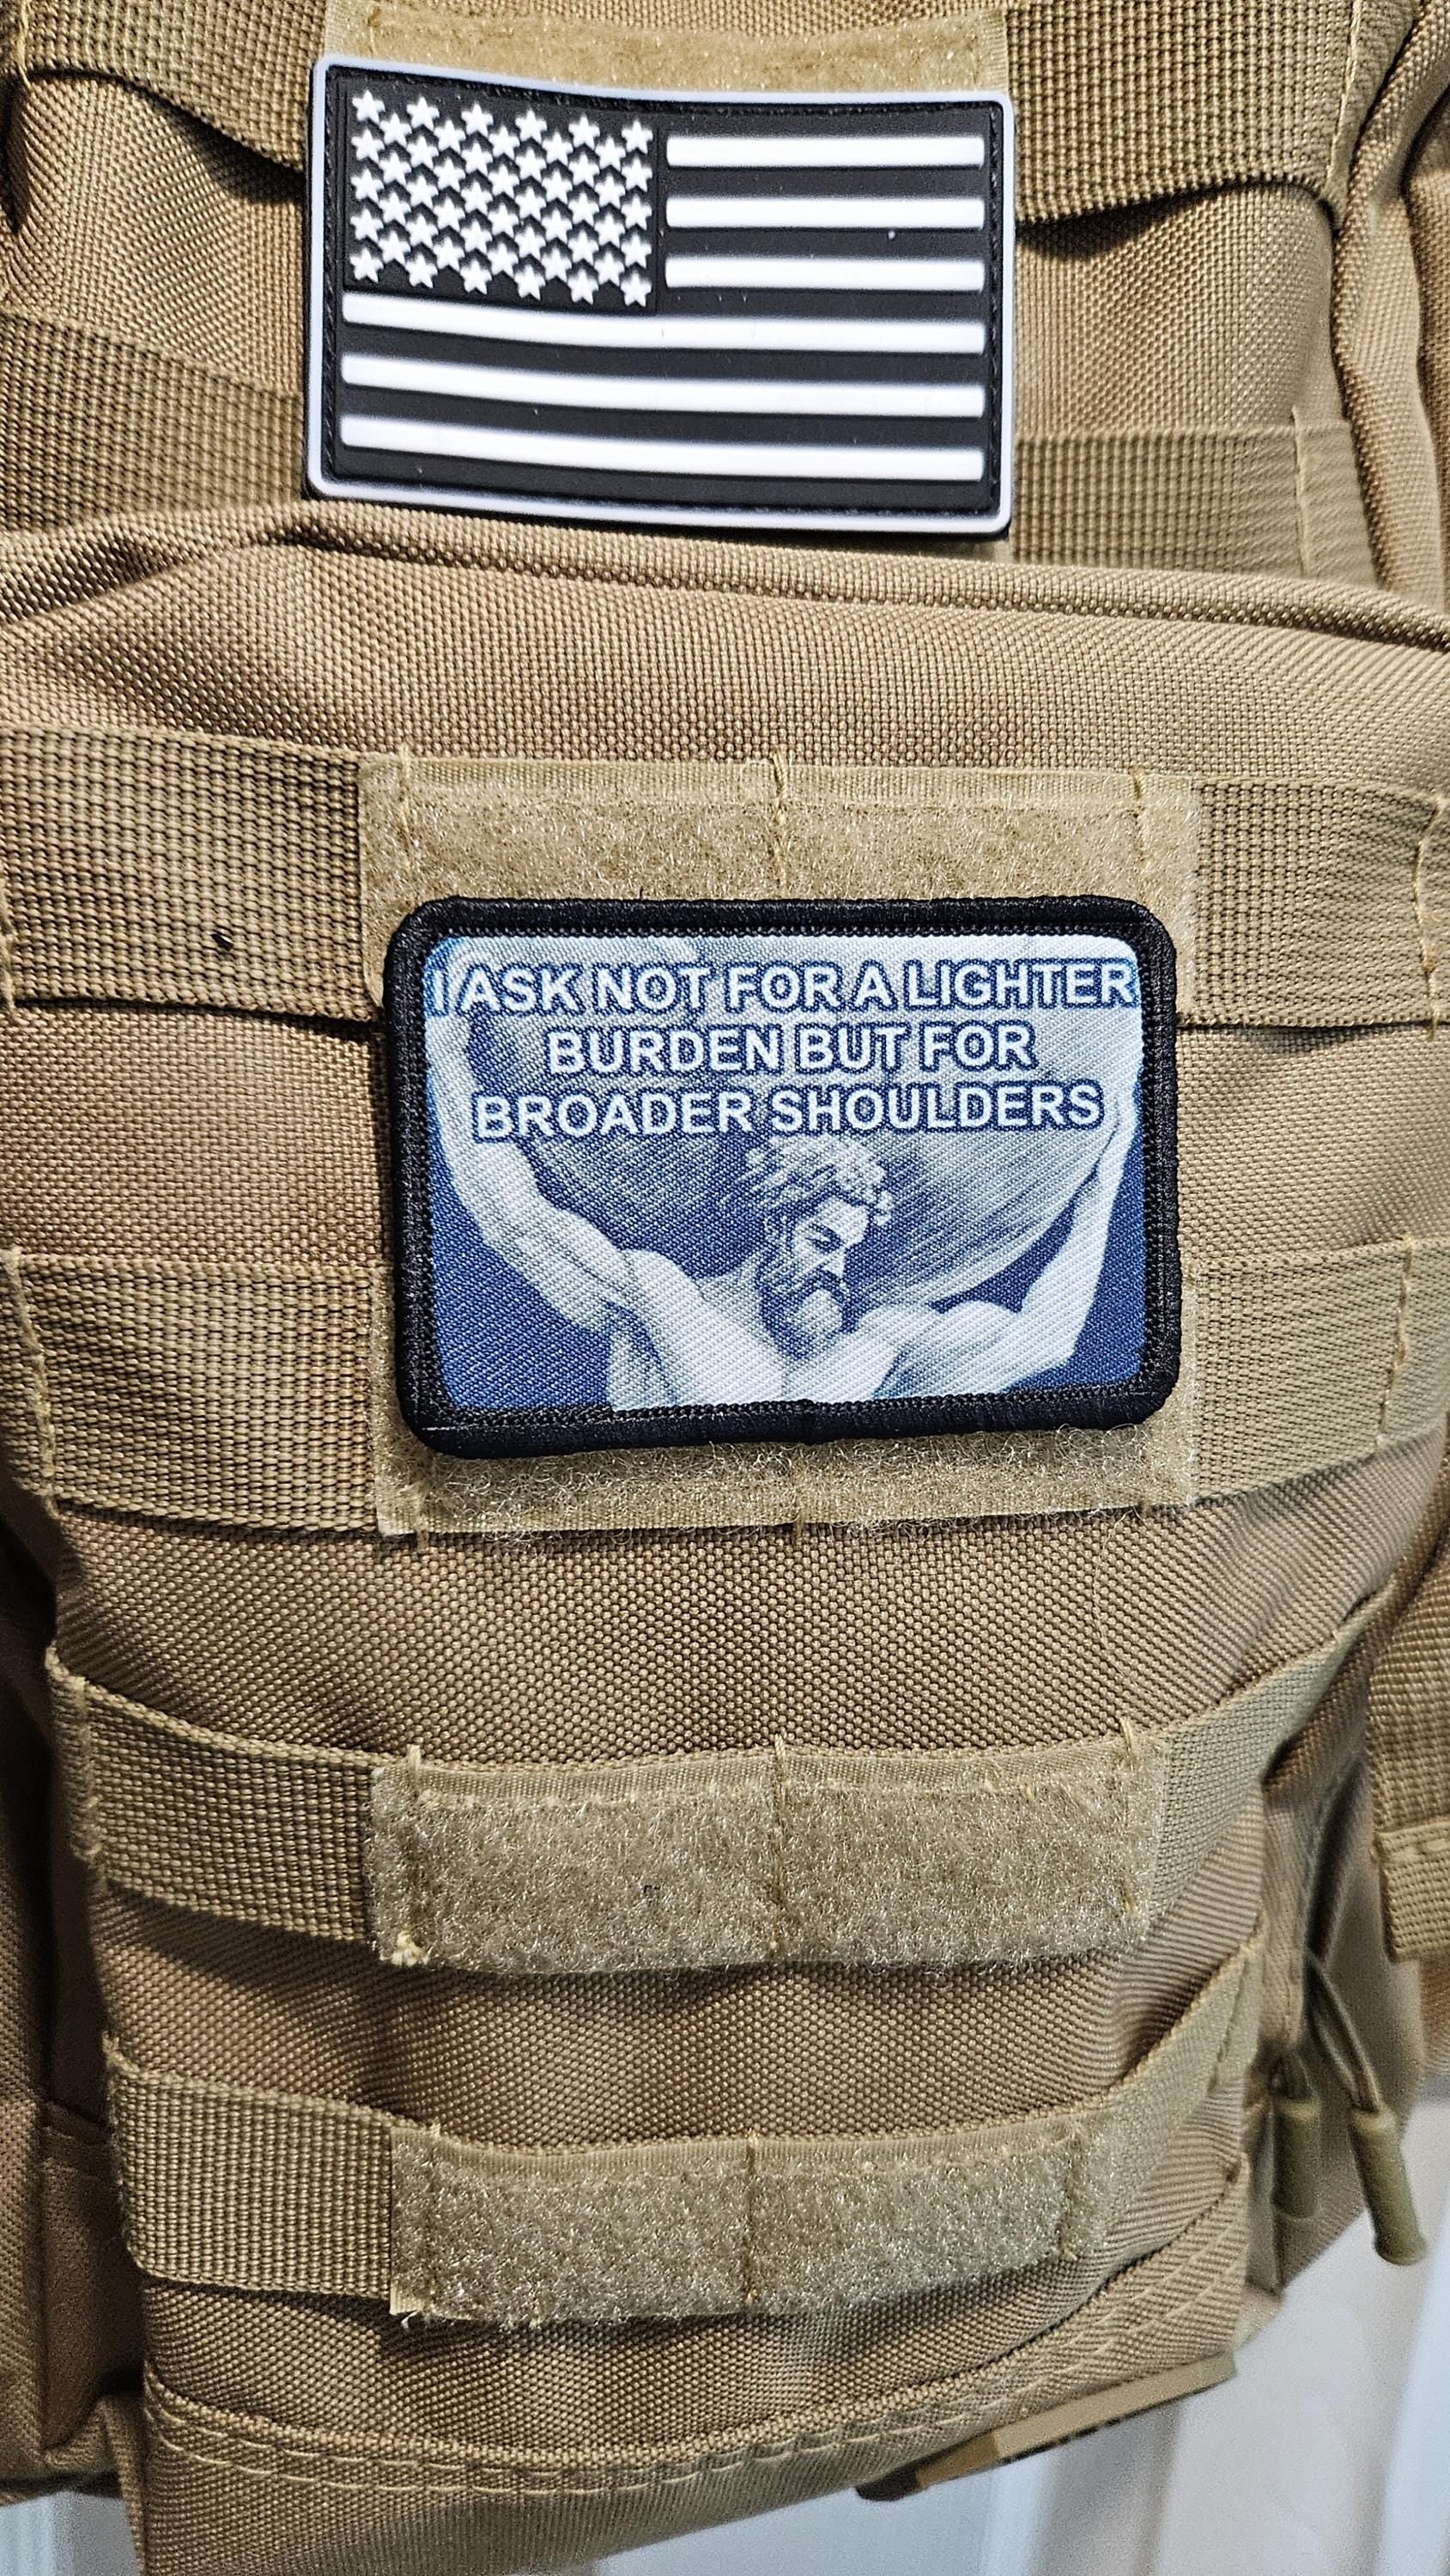 I ASK NOT FOR A LIGHTER
BURDEN BUT FOR
BROADER SHOULDERS